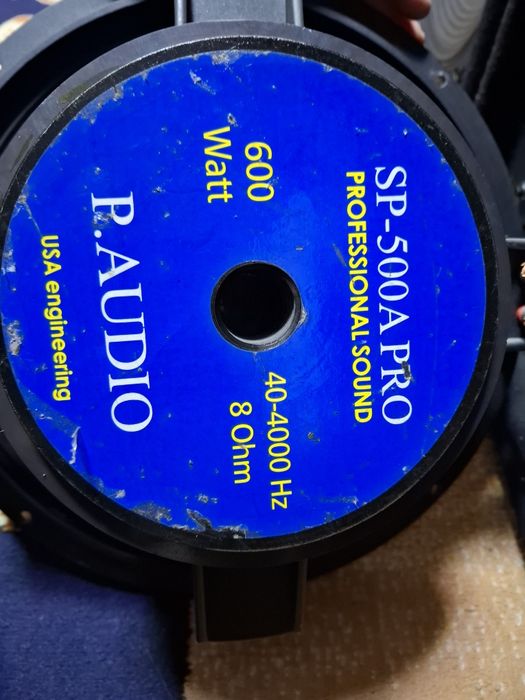 SP-500A PRO
PROFESSIONAL SOUND
600
Watt
40-4000 Hz
8 Ohm
P.AUDIO
USA engineering